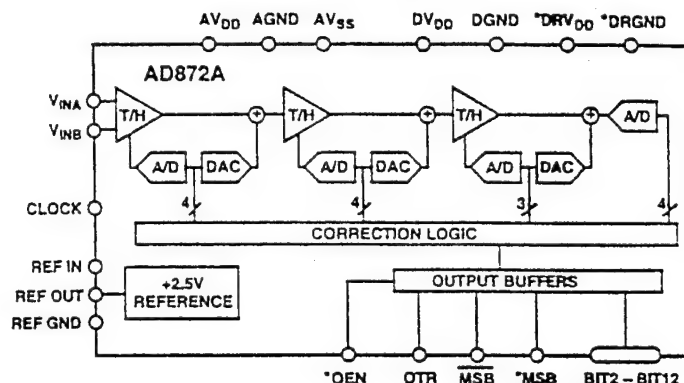 AVDD AGND AVSS DVDD DGND *DRVDD *DRGND
AD872A
VINA
VINB
T/H T/H T/H A/D
A/D DAC A/D DAC A/D DAC
CLOCK
4 4 3 4
CORRECTION LOGIC
REF IN
REF OUT
REF GND
+2.5V
REFERENCE
OUTPUT BUFFERS
*OEN OTR MSB *MSB BIT2 – BIT12